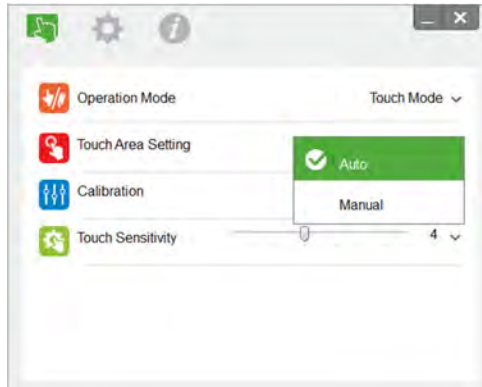 Operation Mode Touch Mode
Touch Area Setting
Auto
Calibration
Manual
Touch Sensitivity 4